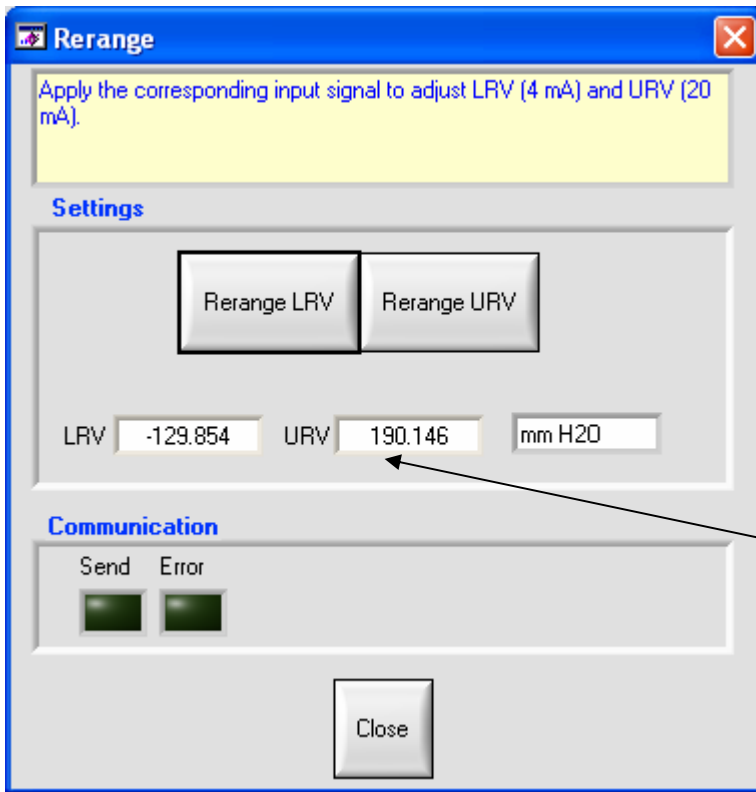 Rerange
Apply the corresponding input signal to adjust LRV (4 mA) and URV (20
mA).
Settings
Rerange LRV Rerange URV
LRV -129.854 URV 190.146 mm H2O
Communication
Send Error
Close